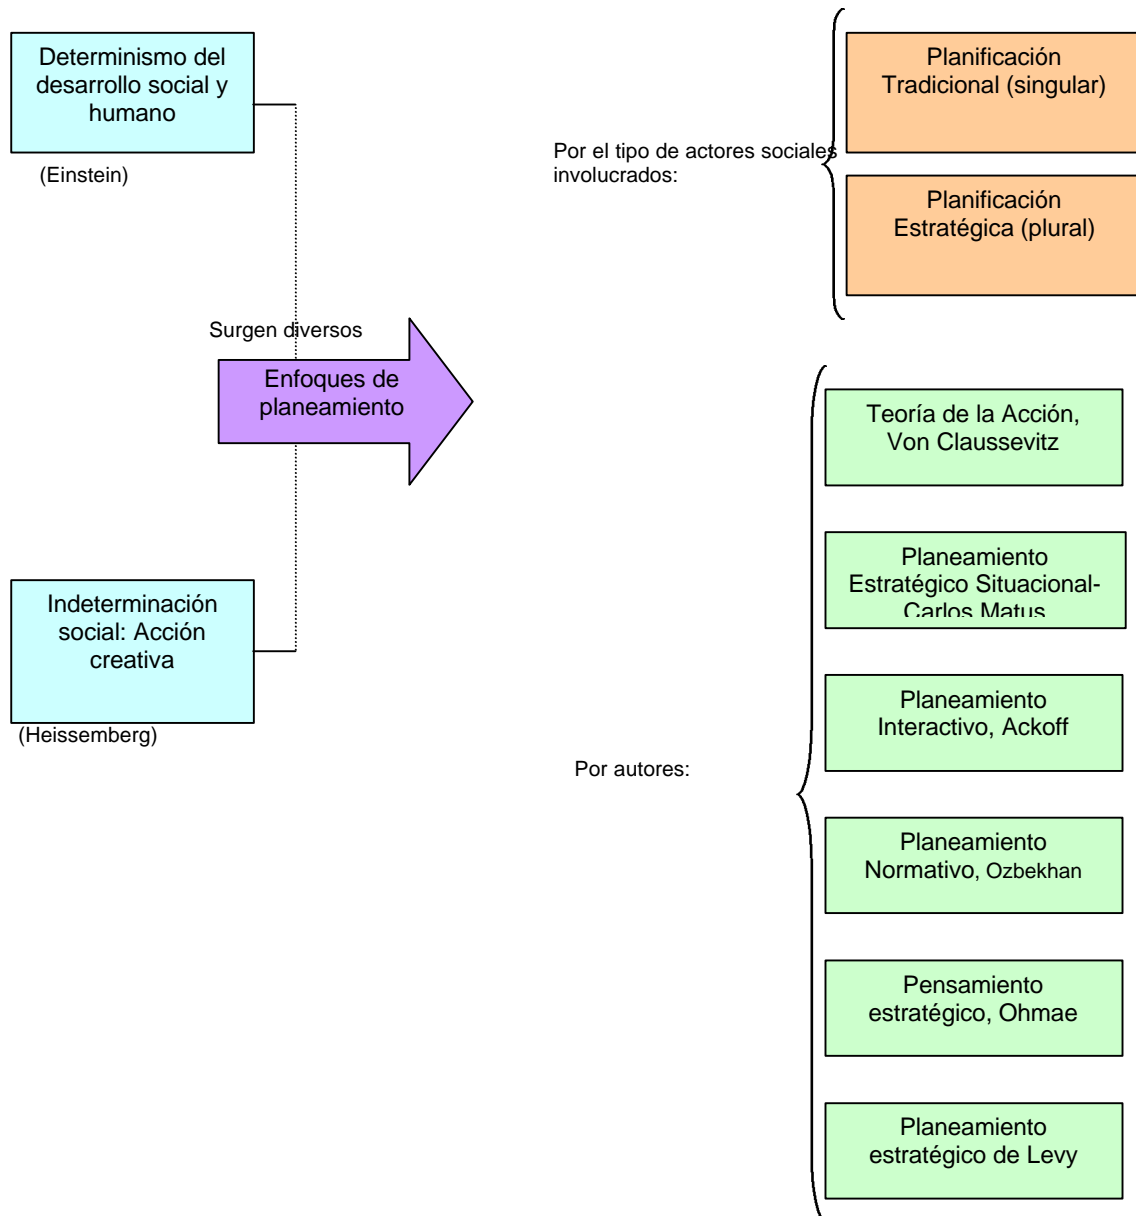 Determinismo del
desarrollo social y
humano
(Einstein)
Surgen diversos
Enfoques de
planeamiento
Indeterminación
social: Acción
creativa
(Heissemberg)
Por el tipo de actores sociales
involucrados:
Planificación
Tradicional (singular)
Planificación
Estratégica (plural)
Por autores:
Teoría de la Acción,
Von Claussevitz
Planeamiento
Estratégico Situacional-
Carlos Matus
Planeamiento
Interactivo, Ackoff
Planeamiento
Normativo, Ozbekhan
Pensamiento
estratégico, Ohmae
Planeamiento
estratégico de Levy